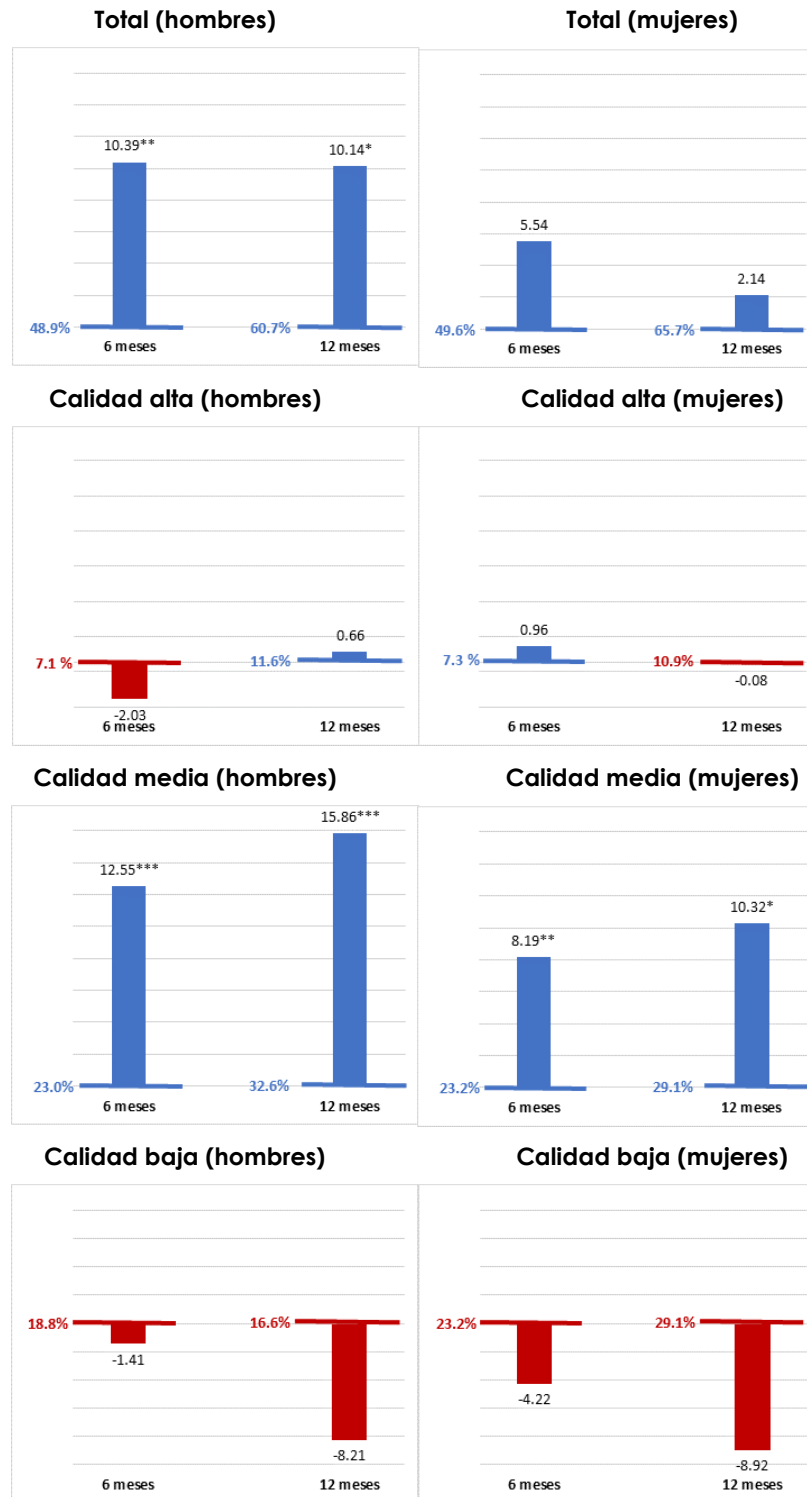 Total (hombres)
Total (mujeres)
10.39**
10.14*
48.9%
60.7%
6 meses
12 meses
5.54
2.14
49.6%
65.7%
6 meses
12 meses
Calidad alta (hombres)
Calidad alta (mujeres)
0.66
7.1 %
11.6%
-2.03
6 meses
12 meses
0.96
7.3 %
10.9%
-0.08
6 meses
12 meses
Calidad media (hombres)
Calidad media (mujeres)
15.86***
12.55***
23.0%
32.6%
6 meses
12 meses
10.32*
8.19**
23.2%
29.1%
6 meses
12 meses
Calidad baja (hombres)
Calidad baja (mujeres)
18.8%
16.6%
-1.41
-8.21
6 meses
12 meses
23.2%
29.1%
-4.22
-8.92
6 meses
12 meses